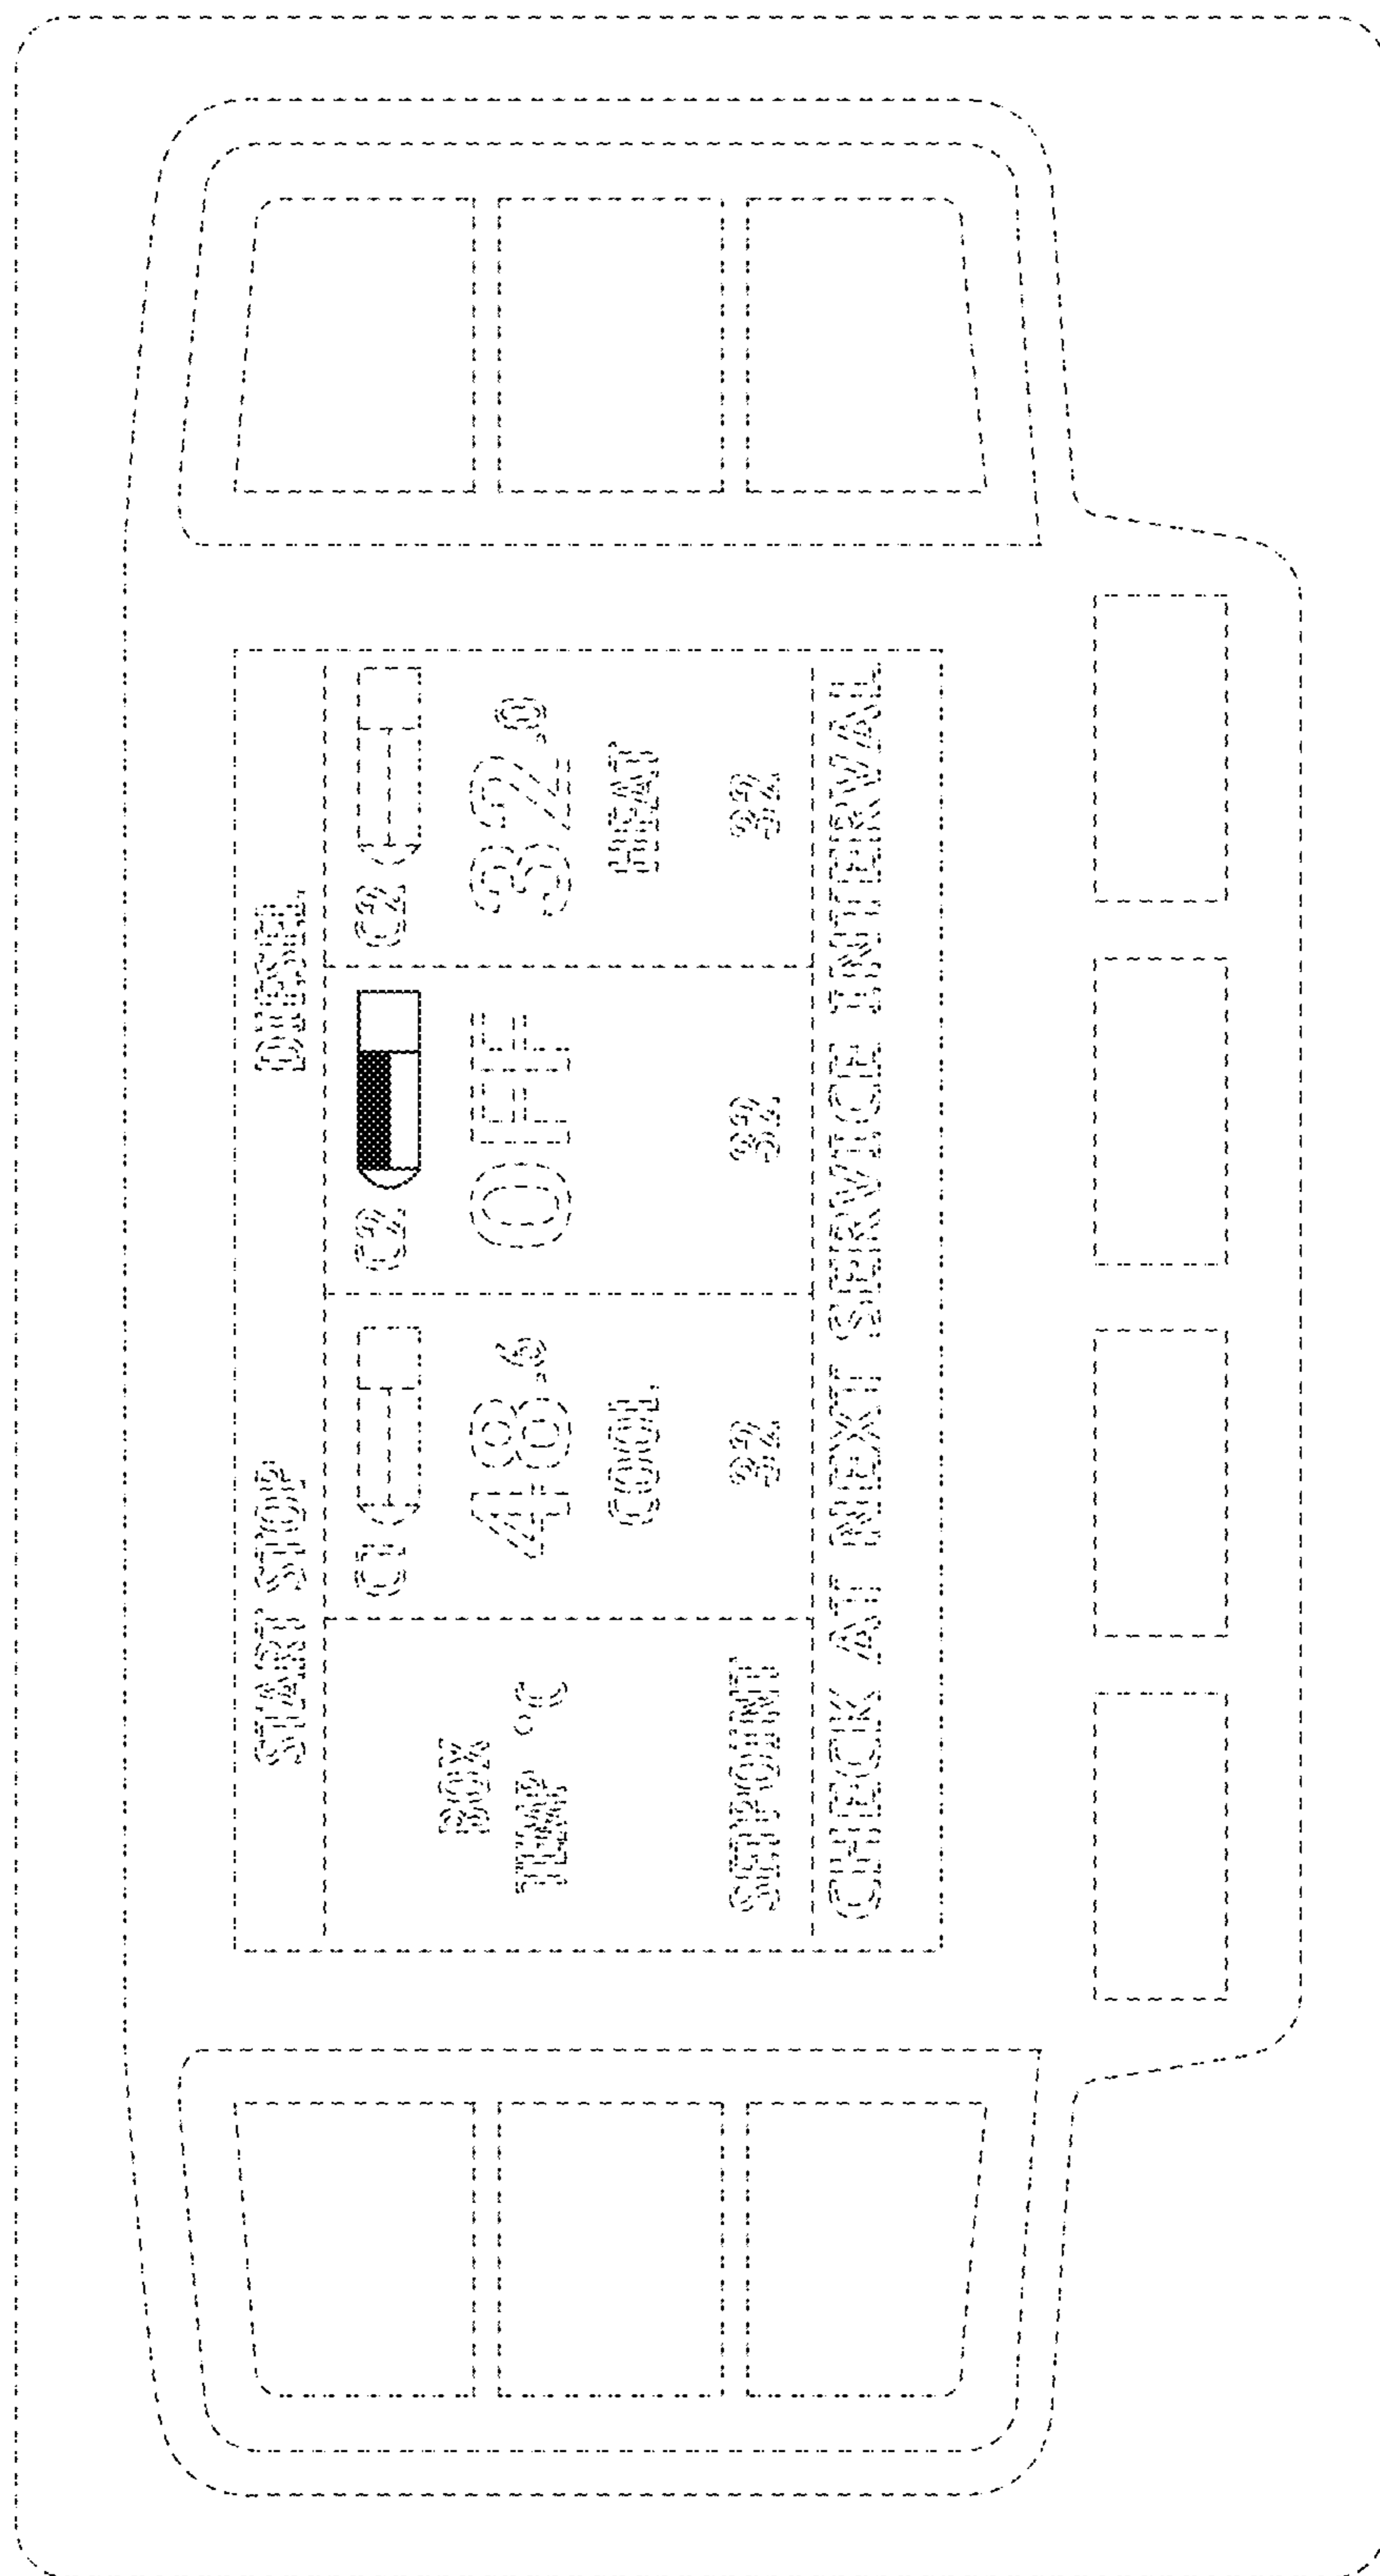 START STOP DIESEL
C1 C2 C2
BOX
TEMP °C 48.6 OFF 32.0
COOL HEAT
SETPOINT 32 32 32
CHECK AT NEXT SERVICE INTERVAL